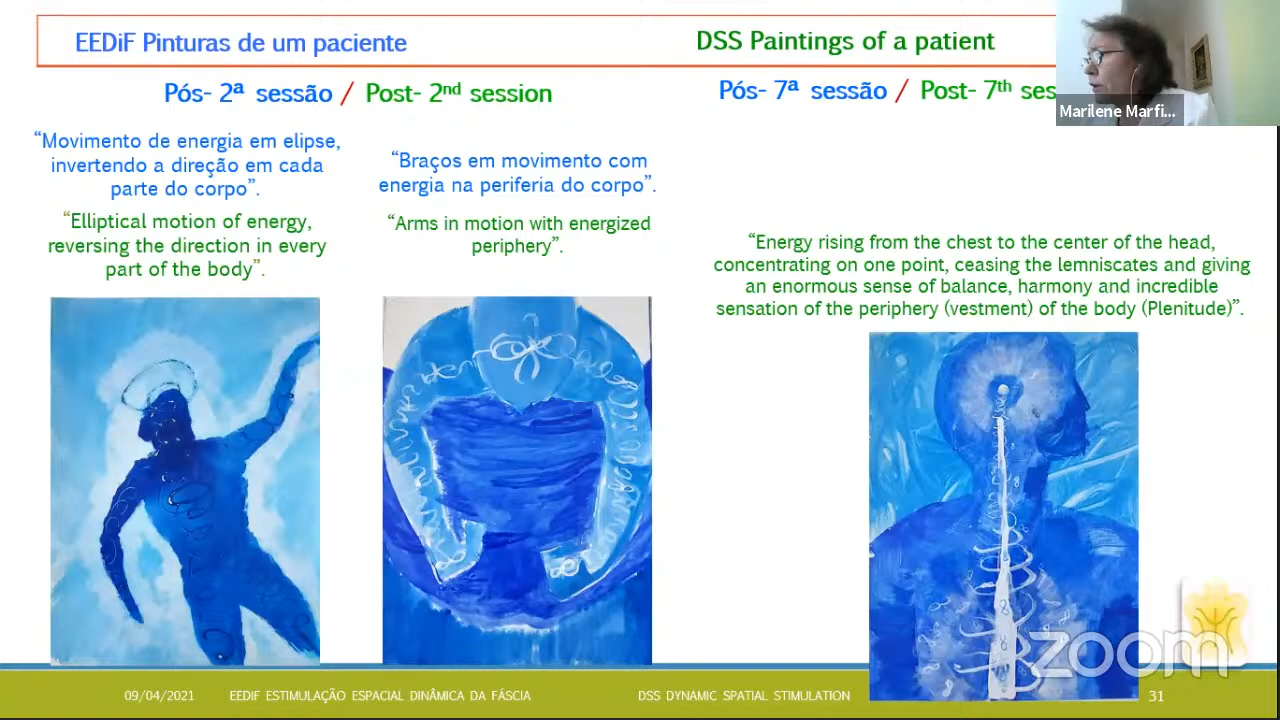 EEDiF Pinturas de um paciente
DSS Paintings of a patient
Pós- 2ª sessão / Post- 2nd session
Pós- 7ª sessão / Post- 7th ses
Marilene Marfi...
“Movimento de energia em elipse,
invertendo a direção em cada
parte do corpo”.
“Elliptical motion of energy,
reversing the direction in every
part of the body”.
“Braços em movimento com
energia na periferia do corpo”.
“Arms in motion with energized
periphery”.
“Energy rising from the chest to the center of the head,
concentrating on one point, ceasing the lemniscates and giving
an enormous sense of balance, harmony and incredible
sensation of the periphery (vestment) of the body (Plenitude)”.
zoom
09/04/2021 EEDIF ESTIMULAÇÃO ESPACIAL DINÂMICA DA FÁSCIA DSS DYNAMIC SPATIAL STIMULATION 31